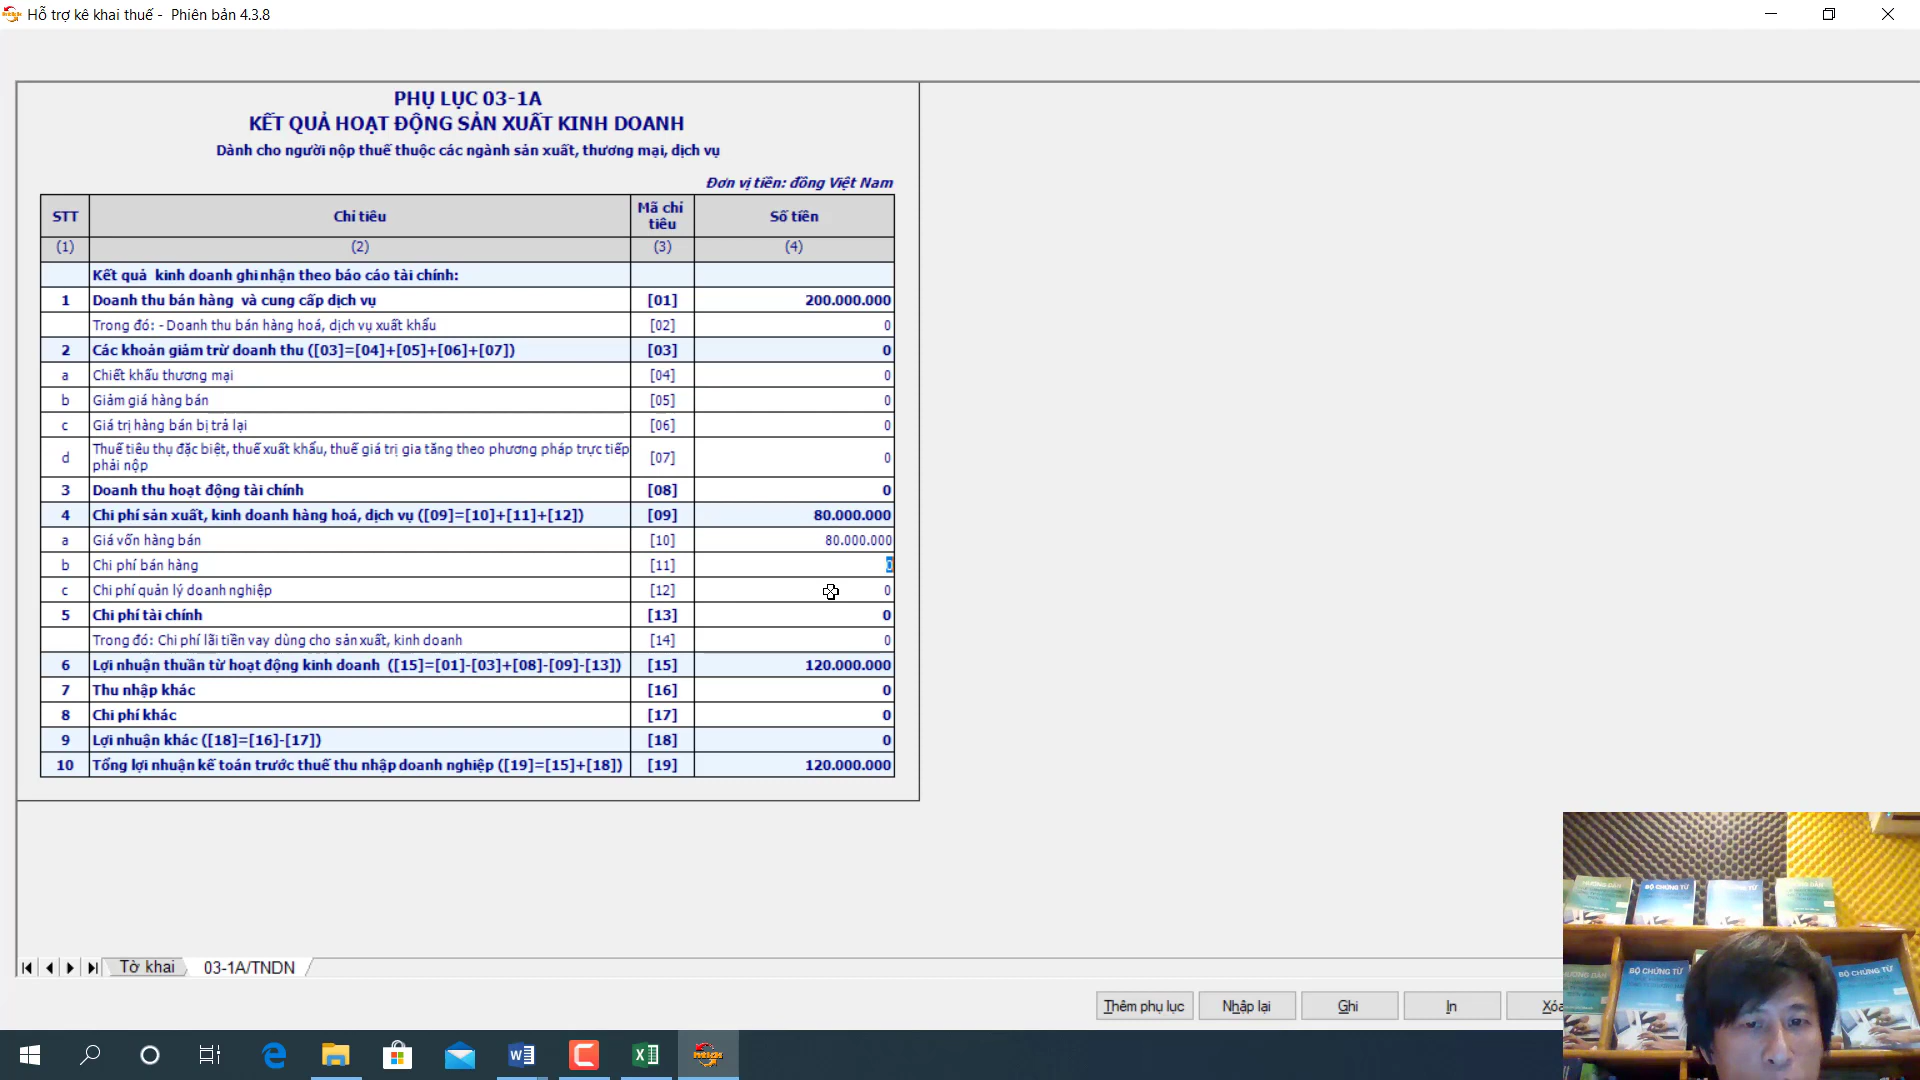 Hỗ trợ kê khai thuế - Phiên bản 4.3.8
PHỤ LỤC 03-1A
KẾT QUẢ HOẠT ĐỘNG SẢN XUẤT KINH DOANH
Dành cho người nộp thuế thuộc các ngành sản xuất, thương mại, dịch vụ
Đơn vị tiền: đồng Việt Nam
STT Chỉ tiêu Mã chỉ tiêu Số tiền
(1) (2) (3) (4)
Kết quả kinh doanh ghi nhận theo báo cáo tài chính:
1 Doanh thu bán hàng và cung cấp dịch vụ [01] 200.000.000
Trong đó: - Doanh thu bán hàng hoá, dịch vụ xuất khẩu [02] 0
2 Các khoản giảm trừ doanh thu ([03]=[04]+[05]+[06]+[07]) [03] 0
a Chiết khấu thương mại [04] 0
b Giảm giá hàng bán [05] 0
c Giá trị hàng bán bị trả lại [06] 0
d Thuế tiêu thụ đặc biệt, thuế xuất khẩu, thuế giá trị gia tăng theo phương pháp trực tiếp phải nộp [07] 0
3 Doanh thu hoạt động tài chính [08] 0
4 Chi phí sản xuất, kinh doanh hàng hoá, dịch vụ ([09]=[10]+[11]+[12]) [09] 80.000.000
a Giá vốn hàng bán [10] 80.000.000
b Chi phí bán hàng [11] 0
c Chi phí quản lý doanh nghiệp [12] 0
5 Chi phí tài chính [13] 0
Trong đó: Chi phí lãi tiền vay dùng cho sản xuất, kinh doanh [14] 0
6 Lợi nhuận thuần từ hoạt động kinh doanh ([15]=[01]-[03]+[08]-[09]-[13]) [15] 120.000.000
7 Thu nhập khác [16] 0
8 Chi phí khác [17] 0
9 Lợi nhuận khác ([18]=[16]-[17]) [18] 0
10 Tổng lợi nhuận kế toán trước thuế thu nhập doanh nghiệp ([19]=[15]+[18]) [19] 120.000.000
Tờ khai 03-1A/TNDN
Thêm phụ lục Nhập lại Ghi In Xóa
BỘ CHỨNG TỪ
BỘ CHỨNG TỪ
BỘ CHỨNG TỪ
BỘ CHỨNG TỪ